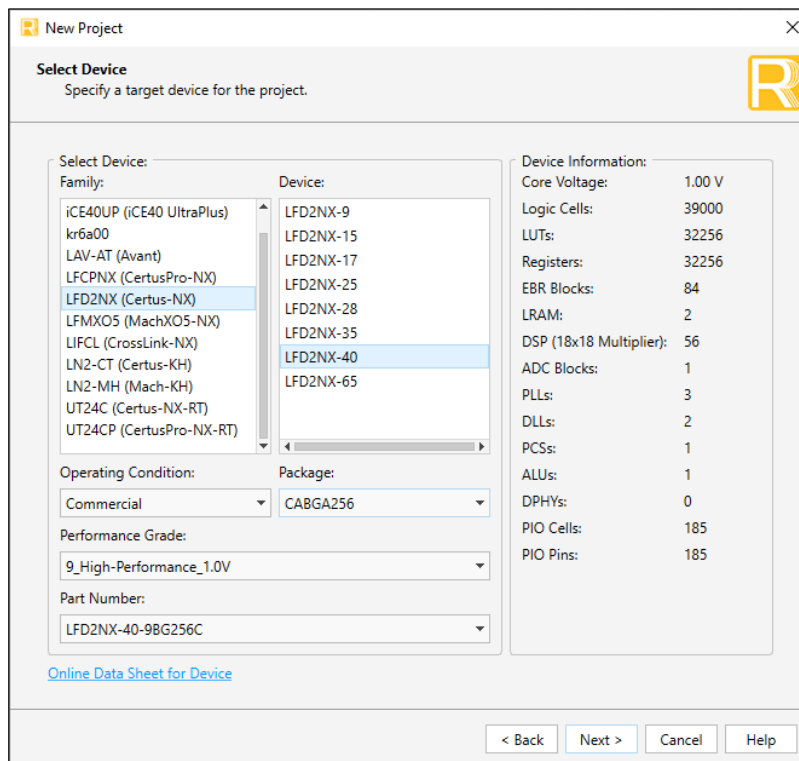 New Project
Select Device
Specify a target device for the project.
Select Device:
Family:
iCE40UP (iCE40 UltraPlus)
kr6a00
LAV-AT (Avant)
LFCPNX (CertusPro-NX)
LFD2NX (Certus-NX)
LFMXO5 (MachXO5-NX)
LIFCL (CrossLink-NX)
LN2-CT (Certus-KH)
LN2-MH (Mach-KH)
UT24C (Certus-NX-RT)
UT24CP (CertusPro-NX-RT)
Device:
LFD2NX-9
LFD2NX-15
LFD2NX-17
LFD2NX-25
LFD2NX-28
LFD2NX-35
LFD2NX-40
LFD2NX-65
Operating Condition:
Commercial
Package:
CABGA256
Performance Grade:
9_High-Performance_1.0V
Part Number:
LFD2NX-40-9BG256C
Device Information:
Core Voltage: 1.00 V
Logic Cells: 39000
LUTs: 32256
Registers: 32256
EBR Blocks: 84
LRAM: 2
DSP (18x18 Multiplier): 56
ADC Blocks: 1
PLLs: 3
DLLs: 2
PCSs: 1
ALUs: 1
DPHYs: 0
PIO Cells: 185
PIO Pins: 185
Online Data Sheet for Device
< Back
Next >
Cancel
Help